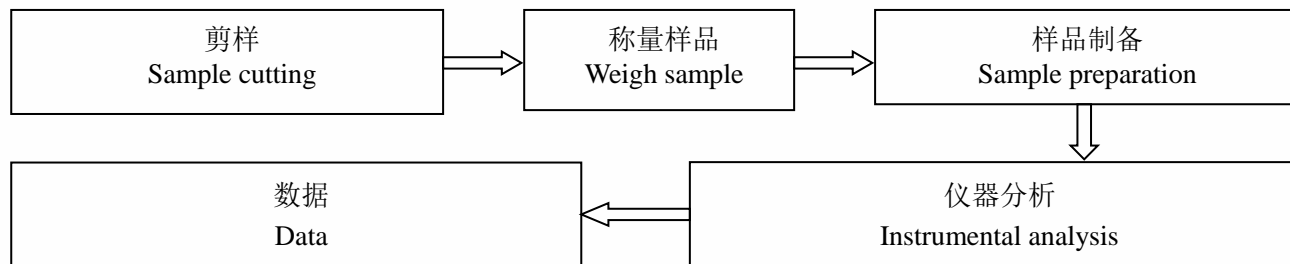 剪样
Sample cutting
称量样品
Weigh sample
样品制备
Sample preparation
仪器分析
Instrumental analysis
数据
Data